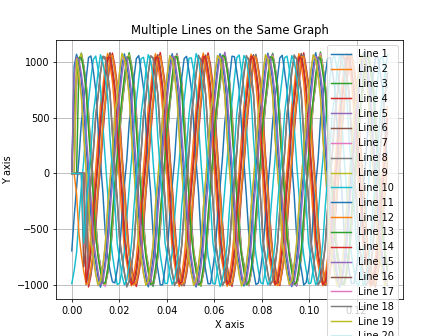 Multiple Lines on the Same Graph
Y axis
1000
500
0
−500
−1000
0.00 0.02 0.04 0.06 0.08 0.10
X axis
Line 1
Line 2
Line 3
Line 4
Line 5
Line 6
Line 7
Line 8
Line 9
Line 10
Line 11
Line 12
Line 13
Line 14
Line 15
Line 16
Line 17
Line 18
Line 19
Line 20